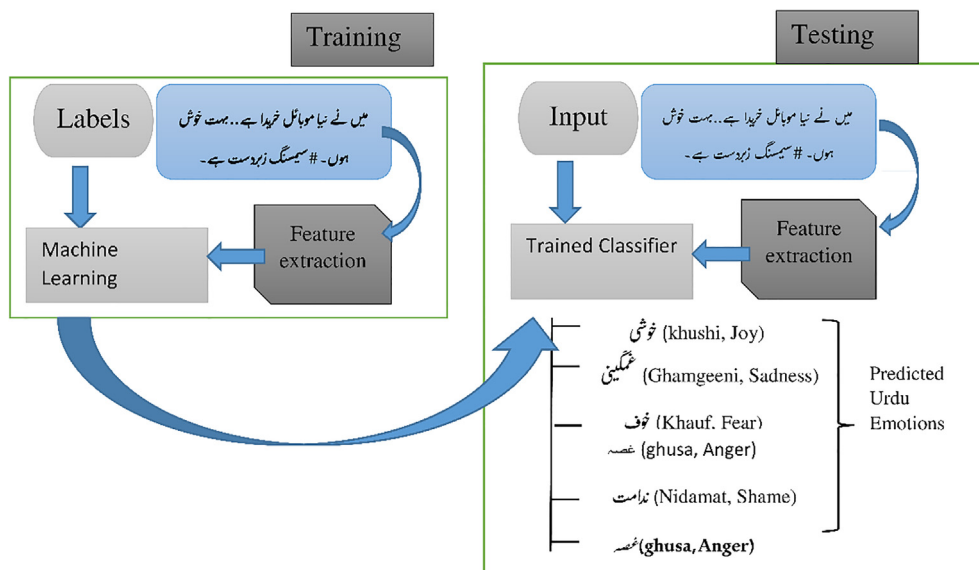 Training
Labels
میں نے نیا موبائل خریدا ہے..بہت خوش
ہوں۔ # سیمسنگ زبردست ہے۔
Machine
Learning
Feature
extraction
Testing
Input
میں نے نیا موبائل خریدا ہے..بہت خوش
ہوں۔ # سیمسنگ زبردست ہے۔
Trained Classifier
Feature
extraction
خوشی (khushi, Joy)
غمگینی (Ghamgeeni, Sadness)
خوف (Khauf, Fear)
غصہ (ghusa, Anger)
ندامت (Nidamat, Shame)
غصہ(ghusa, Anger)
Predicted
Urdu
Emotions